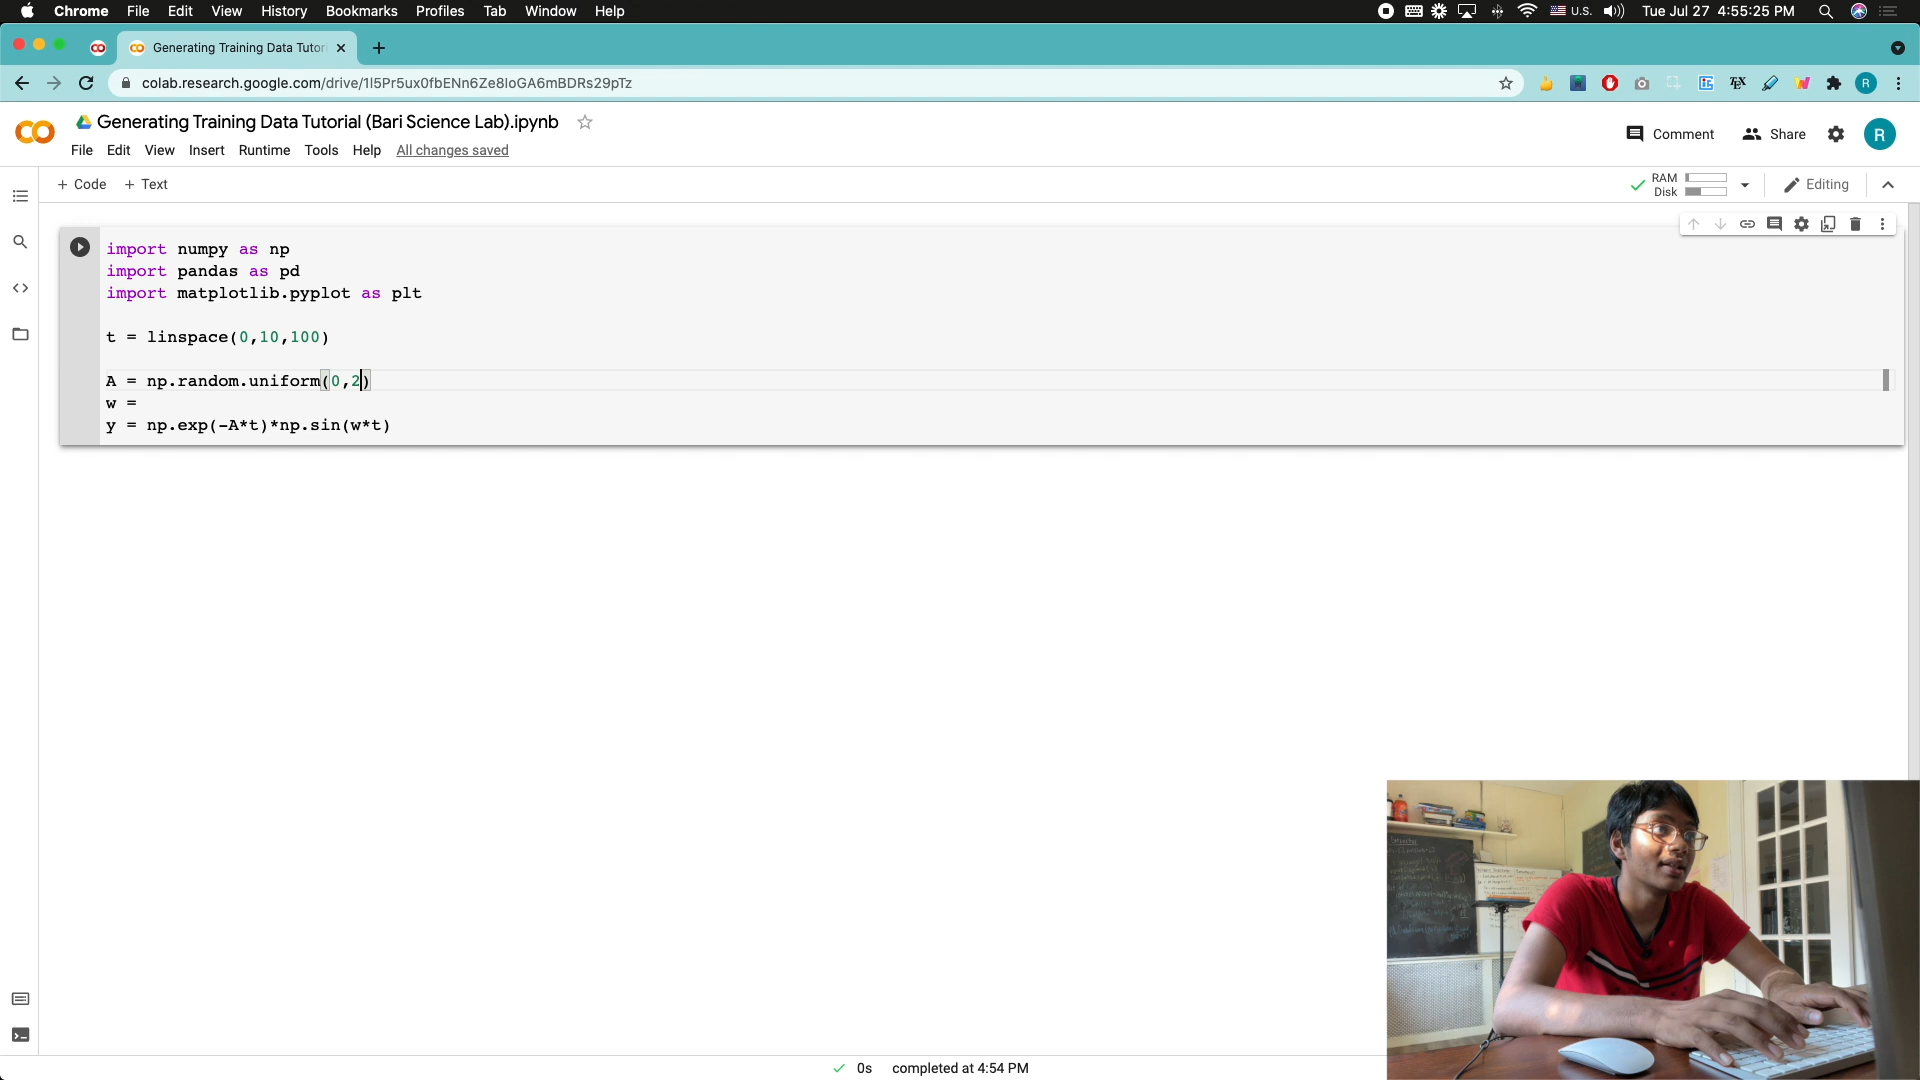 Chrome File Edit View History Bookmarks Profiles Tab Window Help U.S. Tue Jul 27 4:55:25 PM
Generating Training Data Tutor
colab.research.google.com/drive/1l5Pr5ux0fbENn6Ze8IoGA6mBDRs29pTz
Generating Training Data Tutorial (Bari Science Lab).ipynb
Comment Share R
File Edit View Insert Runtime Tools Help All changes saved
+ Code + Text
RAM
Disk
Editing
import numpy as np
import pandas as pd
import matplotlib.pyplot as plt
t = linspace(0,10,100)
A = np.random.uniform(0,2)
w =
y = np.exp(-A*t)*np.sin(w*t)
0s completed at 4:54 PM